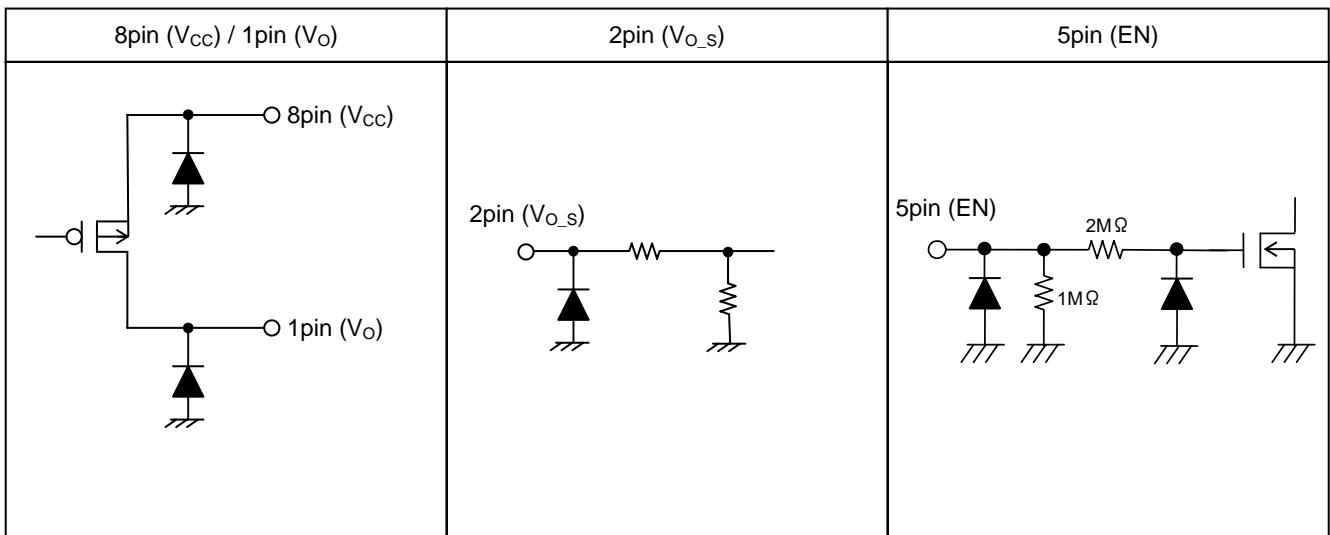 8pin (VCC) / 1pin (VO)
2pin (VO_S)
5pin (EN)
8pin (VCC)
1pin (VO)
2pin (VO_S)
5pin (EN)
2MΩ
1MΩ